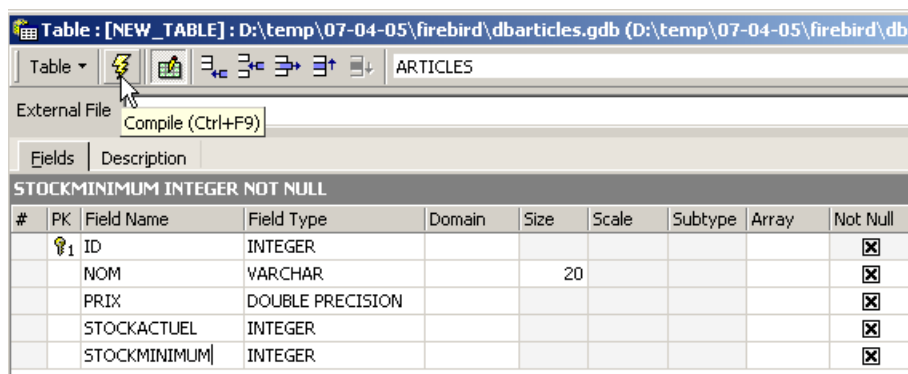 Table : [NEW_TABLE] : D:\temp\07-04-05\firebird\dbarticles.gdb (D:\temp\07-04-05\firebird\db
Table ARTICLES
External File
Compile (Ctrl+F9)
Fields Description
STOCKMINIMUM INTEGER NOT NULL
# PK Field Name Field Type Domain Size Scale Subtype Array Not Null
1 ID INTEGER
NOM VARCHAR 20
PRIX DOUBLE PRECISION
STOCKACTUEL INTEGER
STOCKMINIMUM INTEGER